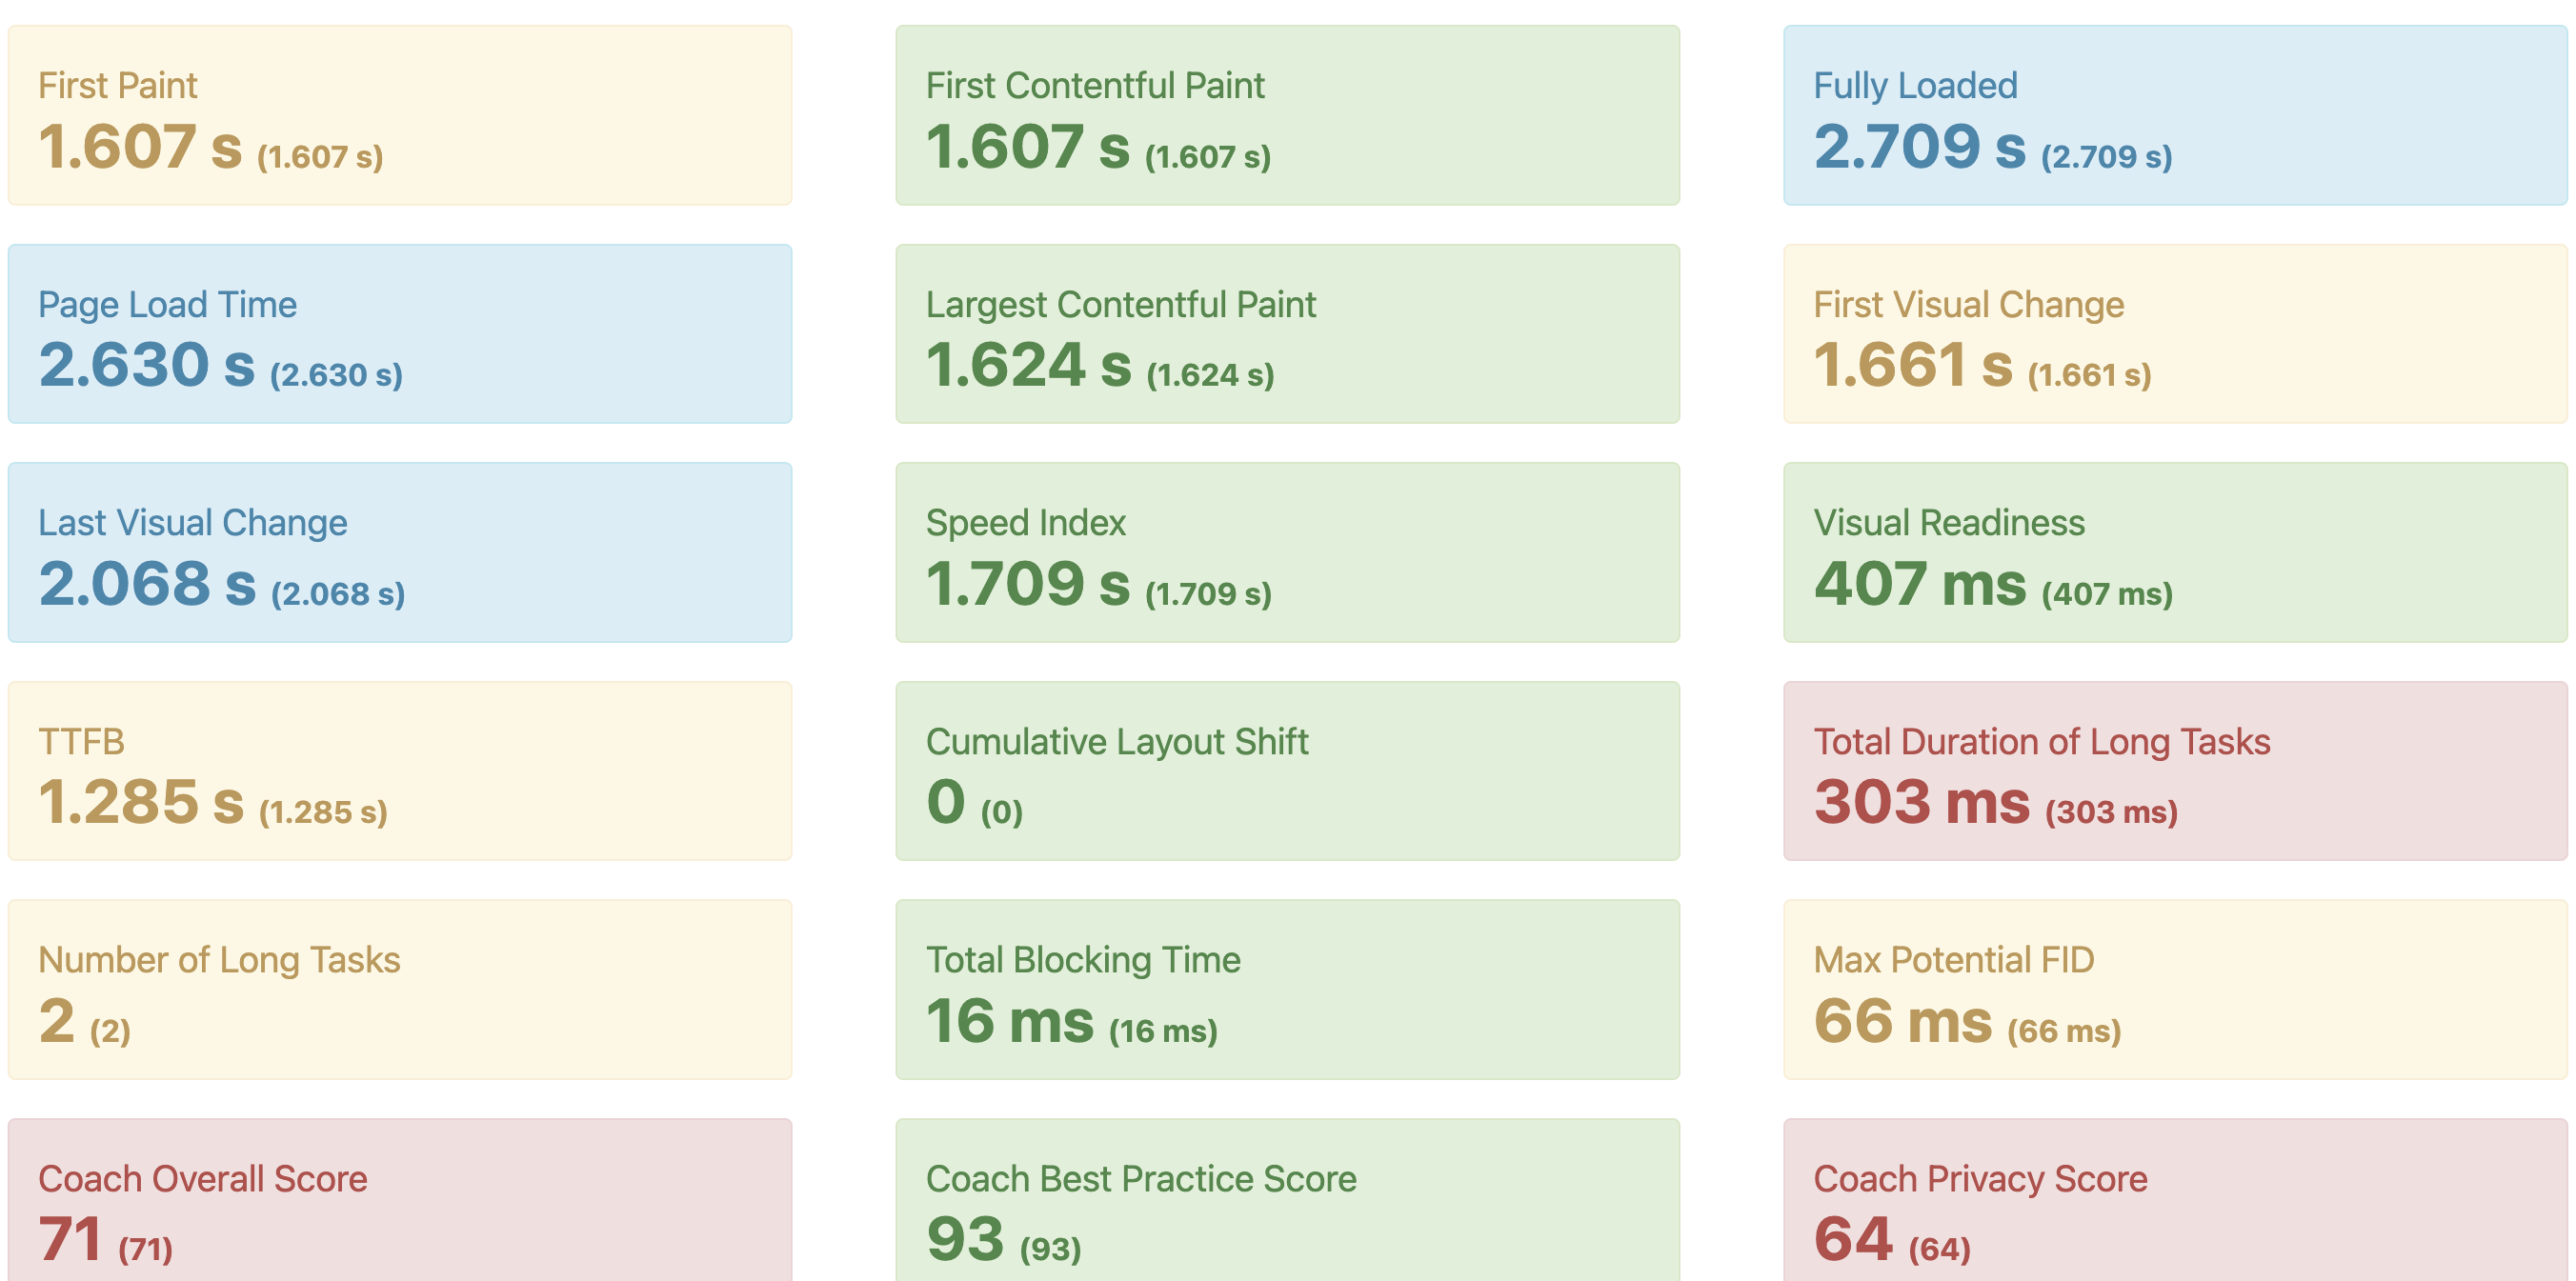 First Paint
1.607 s (1.607 s)
First Contentful Paint
1.607 s (1.607 s)
Fully Loaded
2.709 s (2.709 s)
Page Load Time
2.630 s (2.630 s)
Largest Contentful Paint
1.624 s (1.624 s)
First Visual Change
1.661 s (1.661 s)
Last Visual Change
2.068 s (2.068 s)
Speed Index
1.709 s (1.709 s)
Visual Readiness
407 ms (407 ms)
TTFB
1.285 s (1.285 s)
Cumulative Layout Shift
0 (0)
Total Duration of Long Tasks
303 ms (303 ms)
Number of Long Tasks
2 (2)
Total Blocking Time
16 ms (16 ms)
Max Potential FID
66 ms (66 ms)
Coach Overall Score
71 (71)
Coach Best Practice Score
93 (93)
Coach Privacy Score
64 (64)